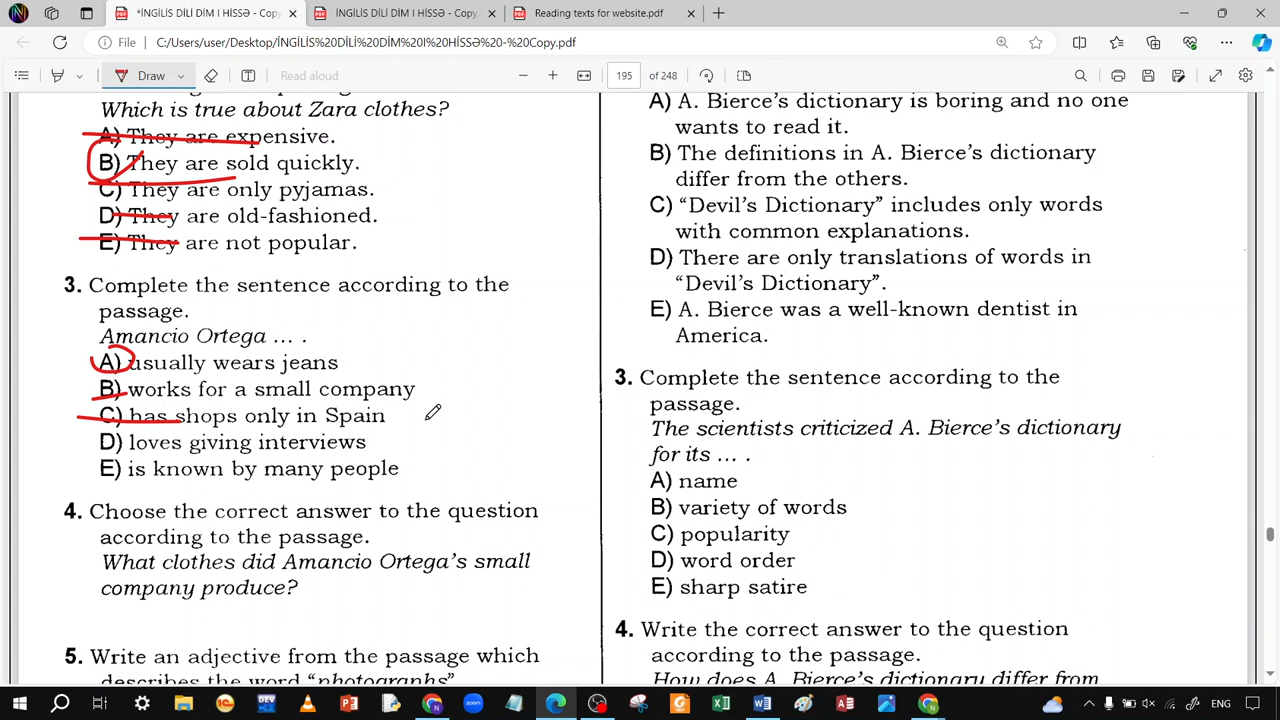 *İNGİLİS DİLİ DİM I HİSSƏ - Copy
İNGİLİS DİLİ DİM I HİSSƏ - Copy.p
Reading texts for website.pdf
File
C:/Users/user/Desktop/İNGİLİS%20DİLİ%20DİM%20I%20HİSSƏ%20-%20Copy.pdf
Draw
Read aloud
195
of 248
Which is true about Zara clothes?
A) They are expensive.
B) They are sold quickly.
C) They are only pyjamas.
D) They are old-fashioned.
E) They are not popular.
3. Complete the sentence according to the
passage.
Amancio Ortega ... .
A) usually wears jeans
B) works for a small company
C) has shops only in Spain
D) loves giving interviews
E) is known by many people
4. Choose the correct answer to the question
according to the passage.
What clothes did Amancio Ortega's small
company produce?
5. Write an adjective from the passage which
describes the word "photographs"
A) A. Bierce's dictionary is boring and no one
wants to read it.
B) The definitions in A. Bierce's dictionary
differ from the others.
C) "Devil's Dictionary" includes only words
with common explanations.
D) There are only translations of words in
"Devil's Dictionary".
E) A. Bierce was a well-known dentist in
America.
3. Complete the sentence according to the
passage.
The scientists criticized A. Bierce's dictionary
for its ... .
A) name
B) variety of words
C) popularity
D) word order
E) sharp satire
4. Write the correct answer to the question
according to the passage.
How does A. Bierce's dictionary differ from
ENG